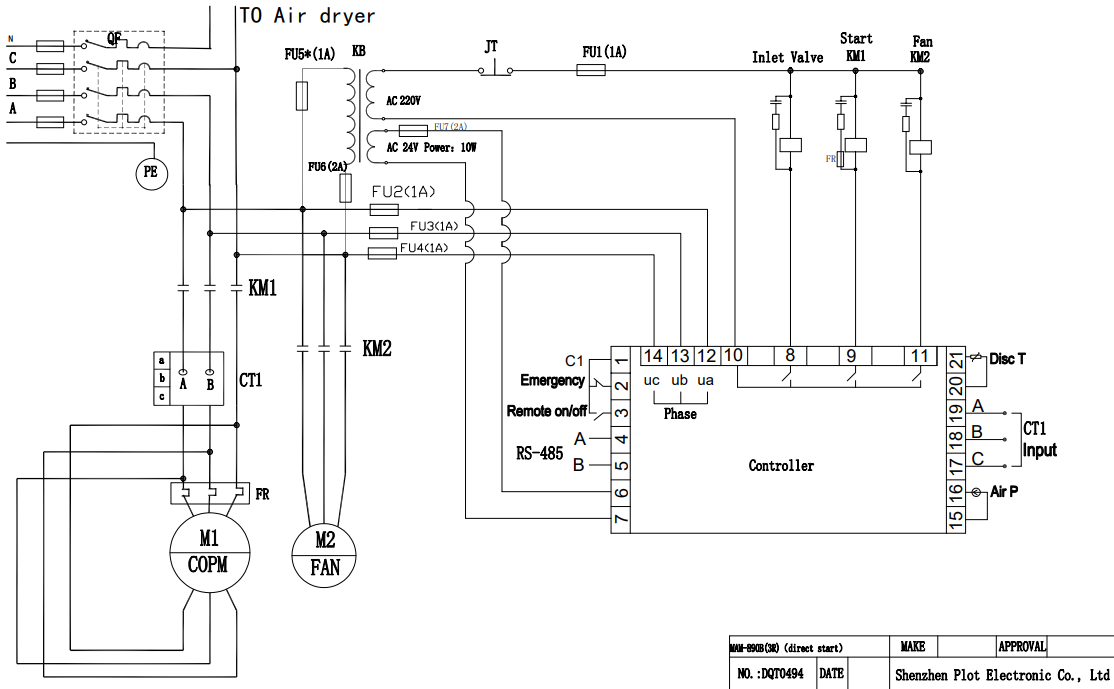 TO Air dryer
N
QF
C
B
A
PE
FU5*(1A)
KB
JT
FU1(1A)
Inlet Valve
Start
KM1
Fan
KM2
AC 220V
FU7(2A)
AC 24V Power: 10W
FU6(2A)
FR
FU2(1A)
FU3(1A)
FU4(1A)
KM1
KM2
a
b
c
A
B
CT1
FR
M1
COPM
M2
FAN
C1
Emergency
Remote on/off
A
RS-485
B
1
2
3
4
5
6
7
14
13
12
10
8
9
11
uc
ub
ua
Phase
Controller
21
20
19
18
17
16
15
Disc T
A
B
C
CT1
Input
Air P
MAM-890B(3R) (direct start)
MAKE
APPROVAL
NO.:DQT0494
DATE
Shenzhen Plot Electronic Co., Ltd